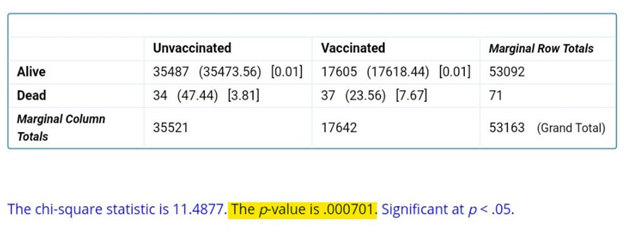 Unvaccinated Vaccinated Marginal Row Totals
Alive 35487 (35473.56) [0.01] 17605 (17618.44) [0.01] 53092
Dead 34 (47.44) [3.81] 37 (23.56) [7.67] 71
Marginal Column Totals 35521 17642 53163 (Grand Total)
The chi-square statistic is 11.4877. The p-value is .000701. Significant at p < .05.